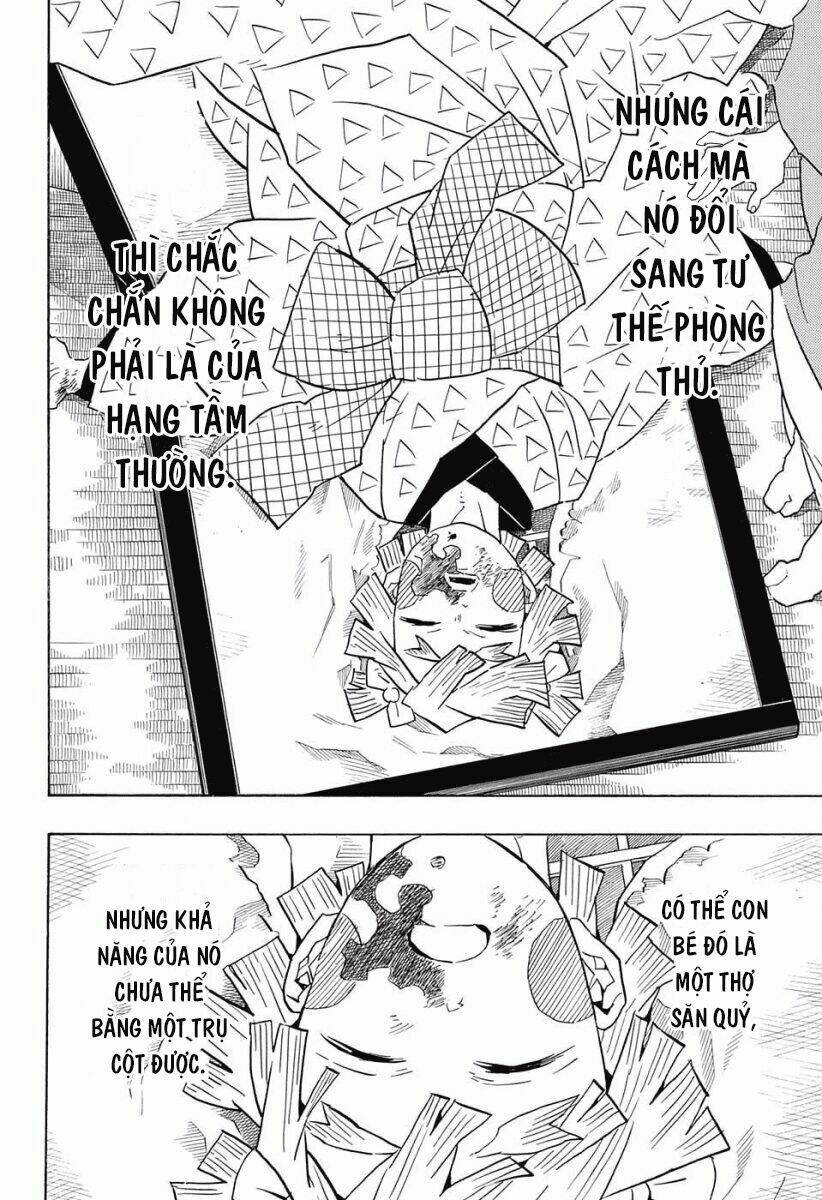 NHƯNG CÁI
CÁCH MÀ
NÓ ĐỔI
SANG TƯ
THẾ PHÒNG
THỦ.
THÌ CHẮC
CHẮN KHÔNG
PHẢI LÀ CỦA
HẠNG TẦM
THƯỜNG.
CÓ THỂ CON
BÉ ĐÓ LÀ
MỘT THỢ
SĂN QUỶ,
NHƯNG KHẢ
NĂNG CỦA NÓ
CHƯA THỂ
BẰNG MỘT TRỤ
CỘT ĐƯỢC.